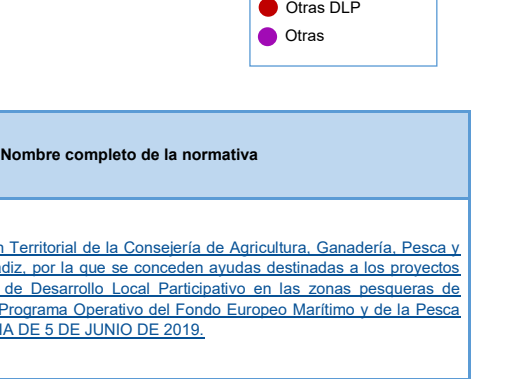 Otras DLP
Otras
Nombre completo de la normativa
Territorial de la Consejería de Agricultura, Ganadería, Pesca y
por la que se conceden ayudas destinadas a los proyectos
de Desarrollo Local Participativo en las zonas pesqueras de
Programa Operativo del Fondo Europeo Marítimo y de la Pesca
DE 5 DE JUNIO DE 2019.